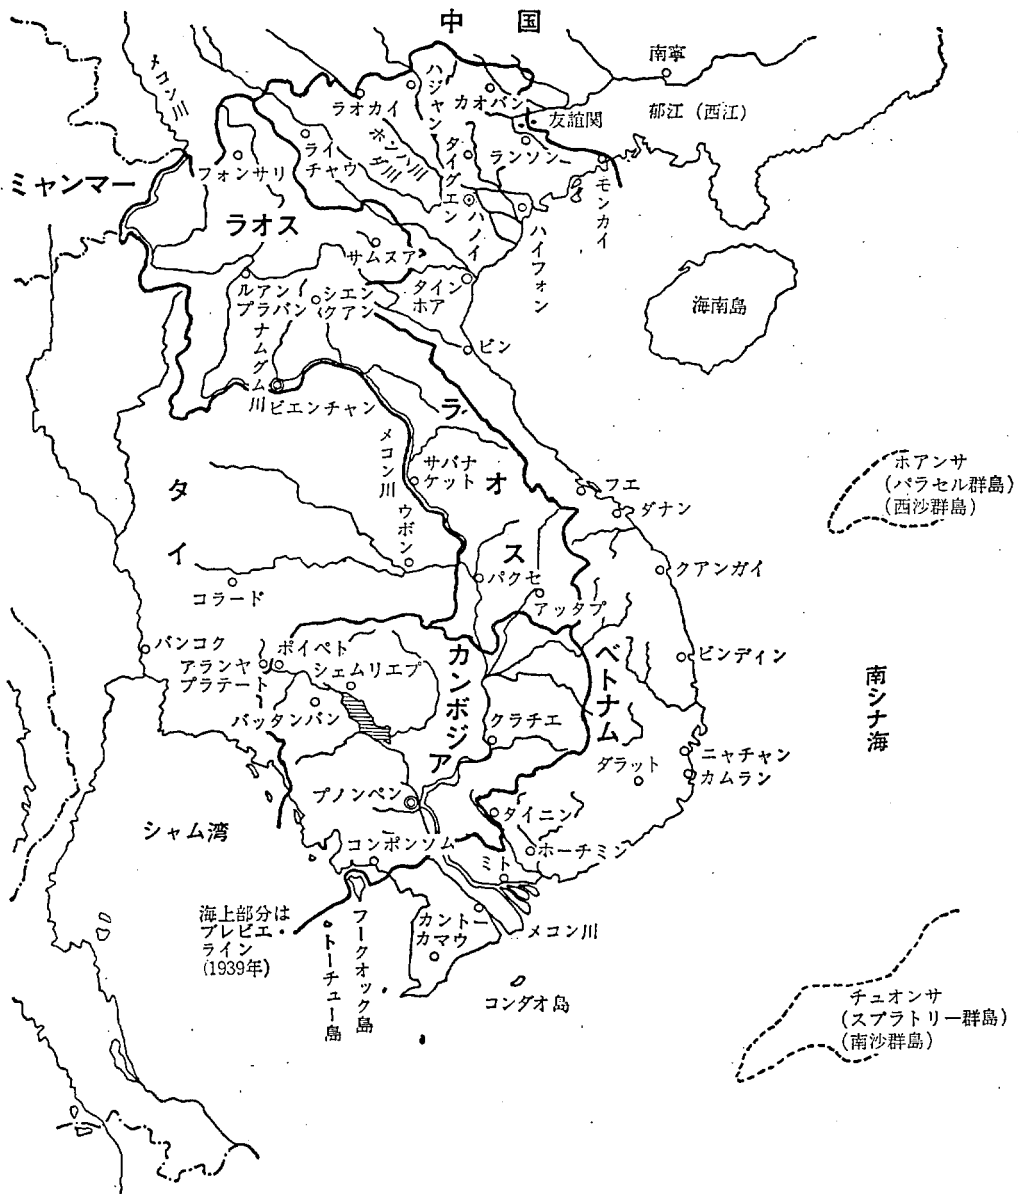 中国
南寧
メコン川
ハジャン
ラオカイ
カオバン
友誼関
郁江（西江）
ホンハ川
ダ川
タイグエン
ランソン
ライ
チャウ
フォンサリ
ミャンマー
モンカイ
ハノイ
ハイフォン
ラオス
サムヌア
タイン
ホア
海南島
ルアン
プラバン
シエン
クアン
ナムグム川
ビン
ビエンチャン
ラオス
メコン川
サバナ
ケット
ホアンサ
（パラセル群島）
（西沙群島）
タイ
ウボン
フエ
ダナン
クアンガイ
パクセ
アッタプ
コラード
バンコク
ポイペト
アランヤ
プラテート
シェムリエプ
カンボジア
ベトナム
ビンディン
南シナ海
バッタンバン
クラチエ
ニャチャン
カムラン
ダラット
プノンペン
タイニン
シャム湾
コンポンソム
ホーチミン
ミト
海上部分は
ブレビエ・
ライン
（1939年）
トーチュー島
フークオック島
カントー
カマウ
メコン川
コンダオ島
チュオンサ
（スプラトリー群島）
（南沙群島）